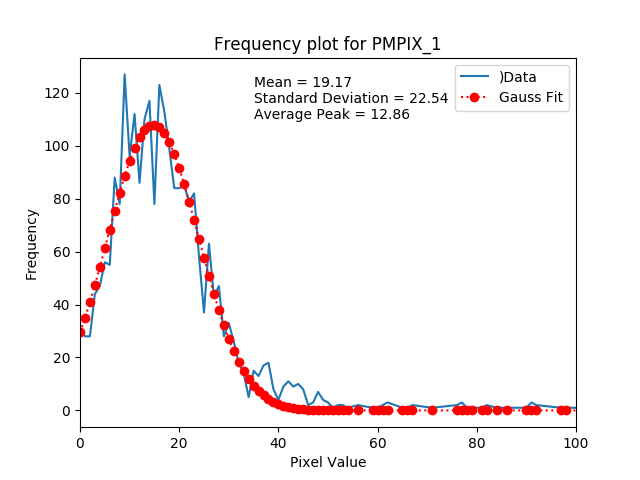 Frequency plot for PMPIX_1
Mean = 19.17
Standard Deviation = 22.54
Average Peak = 12.86
)Data
Gauss Fit
Frequency
120
100
80
60
40
20
0
0 20 40 60 80 100
Pixel Value